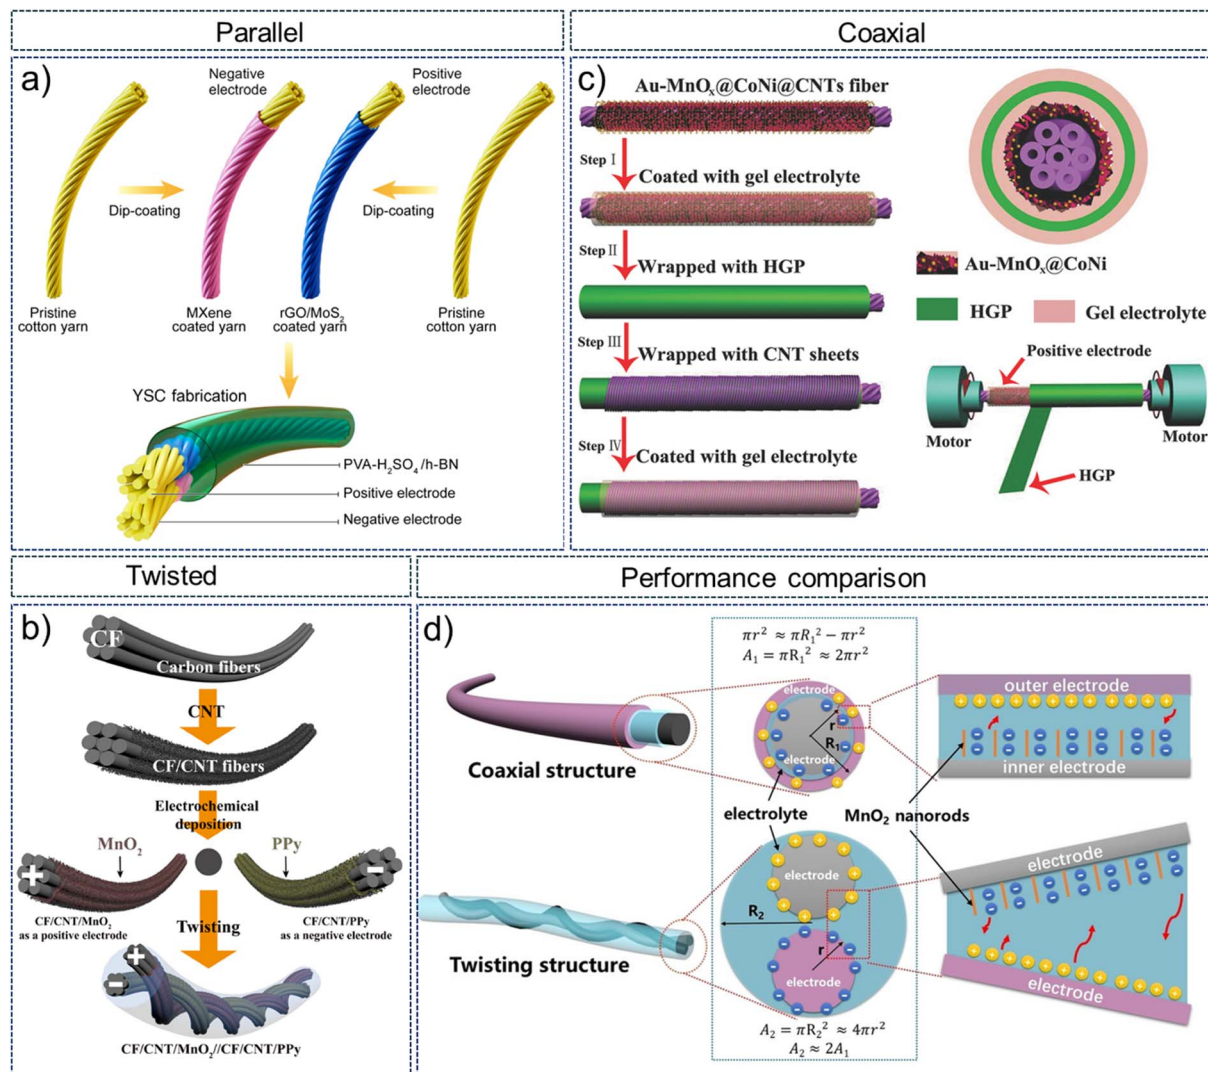 Parallel
Coaxial
a)
Negative
electrode
Positive
electrode
Dip-coating
Dip-coating
Pristine
cotton yarn
MXene
coated yarn
rGO/MoS₂
coated yarn
Pristine
cotton yarn
YSC fabrication
PVA-H₂SO₄/h-BN
Positive electrode
Negative electrode
c)
Au-MnOₓ@CoNi@CNTs fiber
Step Ⅰ
Coated with gel electrolyte
Step Ⅱ
Wrapped with HGP
Step Ⅲ
Wrapped with CNT sheets
Step Ⅳ
Coated with gel electrolyte
Au-MnOₓ@CoNi
HGP
Gel electrolyte
Positive electrode
Motor
Motor
HGP
Twisted
Performance comparison
b)
CF
Carbon fibers
CNT
CF/CNT fibers
Electrochemical
deposition
MnO₂
PPy
+
-
CF/CNT/MnO₂
as a positive electrode
CF/CNT/PPy
as a negative electrode
Twisting
+
-
CF/CNT/MnO₂//CF/CNT/PPy
d)
πr² ≈ πR₁² − πr²
A₁ = πR₁² ≈ 2πr²
electrode
r
R₁
electrode
Coaxial structure
outer electrode
inner electrode
electrolyte
MnO₂ nanorods
electrode
R₂
r
electrode
Twisting structure
electrode
electrode
A₂ = πR₂² ≈ 4πr²
A₂ ≈ 2A₁